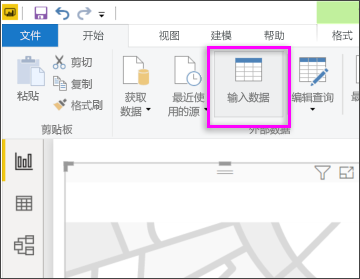 文件
开始
视图
建模
帮助
格式
粘贴
剪切
复制
格式刷
获取
数据
最近使
用的源
输入数据
编辑查询
剪贴板
外部数据